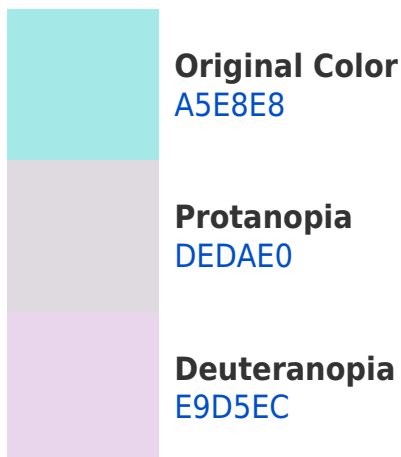 Original Color
A5E8E8
Protanopia
DEDAE0
Deuteranopia
E9D5EC